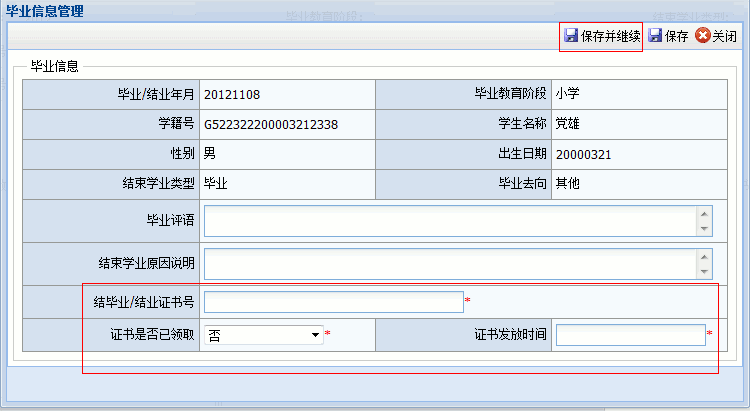 毕业信息管理
保存并继续 保存 关闭
毕业信息
毕业/结业年月 20121108 毕业教育阶段 小学
学籍号 G522322200003212338 学生名称 党雄
性别 男 出生日期 20000321
结束学业类型 毕业 毕业去向 其他
毕业评语
结束学业原因说明
结毕业/结业证书号 *
证书是否已领取 否 * 证书发放时间 *